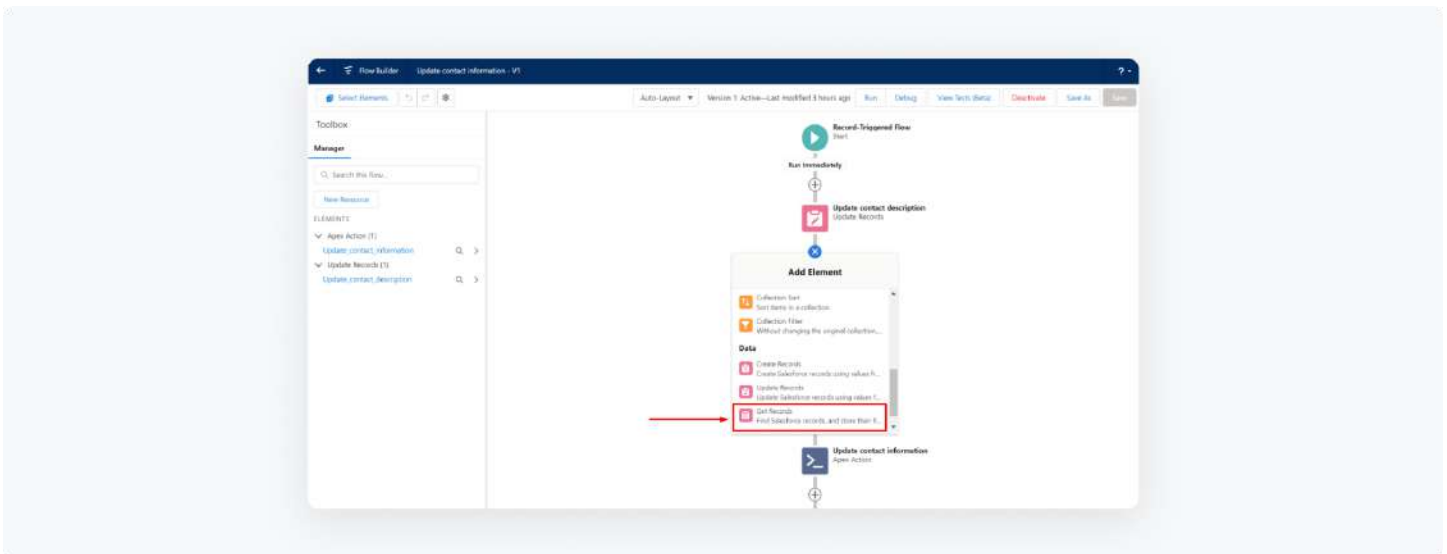 Flow Builder Update contact information - V1
?
Select Elements
Auto-Layout
Version 1: Active—Last modified 3 hours ago
Run
Debug
View Tests (Beta)
Deactivate
Save As
Save
Toolbox
Manager
Search this flow...
New Resource
ELEMENTS
Apex Action (1)
Update_contact_information
Update Records (1)
Update_contact_description
Record-Triggered Flow
Start
Run Immediately
Update contact description
Update Records
Add Element
Collection Sort
Sort items in a collection.
Collection Filter
Without changing the original collection,...
Data
Create Records
Create Salesforce records using values fr...
Update Records
Update Salesforce records using values f...
Get Records
Find Salesforce records, and store their fi...
Update contact information
Apex Action